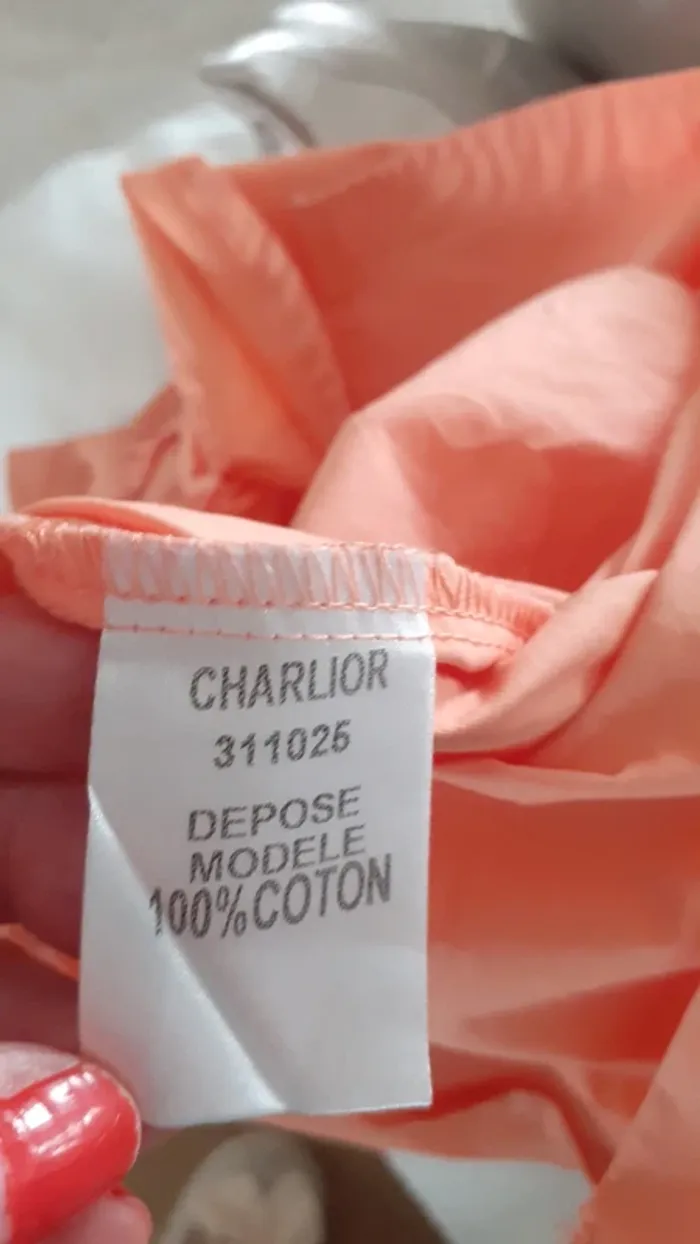 CHARLIOR
311025
DEPOSE
MODELE
100%COTON